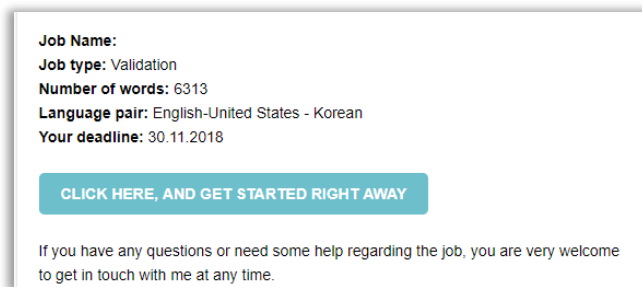 Job Name:
Job type: Validation
Number of words: 6313
Language pair: English-United States - Korean
Your deadline: 30.11.2018
CLICK HERE, AND GET STARTED RIGHT AWAY
If you have any questions or need some help regarding the job, you are very welcome
to get in touch with me at any time.